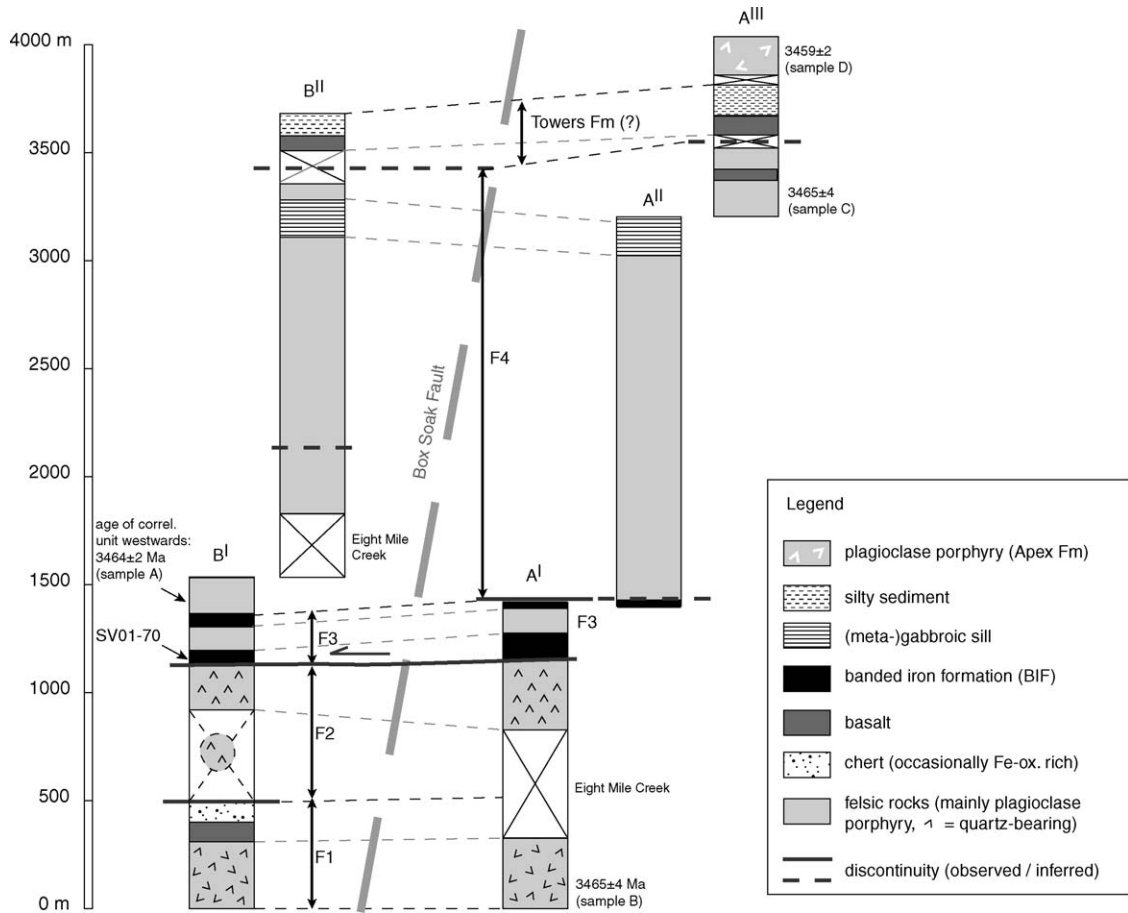 4000 m
3500
3000
2500
2000
1500
1000
500
0 m
A^III
3459±2
(sample D)
B^II
Towers Fm (?)
A^II
3465±4
(sample C)
F4
Box Soak Fault
Eight Mile
Creek
age of correl.
unit westwards:
3464±2 Ma
(sample A)
B^I
A^I
SV01-70
F3
F3
F2
Eight Mile Creek
F1
3465±4 Ma
(sample B)
Legend
plagioclase porphyry (Apex Fm)
silty sediment
(meta-)gabbroic sill
banded iron formation (BIF)
basalt
chert (occasionally Fe-ox. rich)
felsic rocks (mainly plagioclase
porphyry, ^ = quartz-bearing)
discontinuity (observed / inferred)